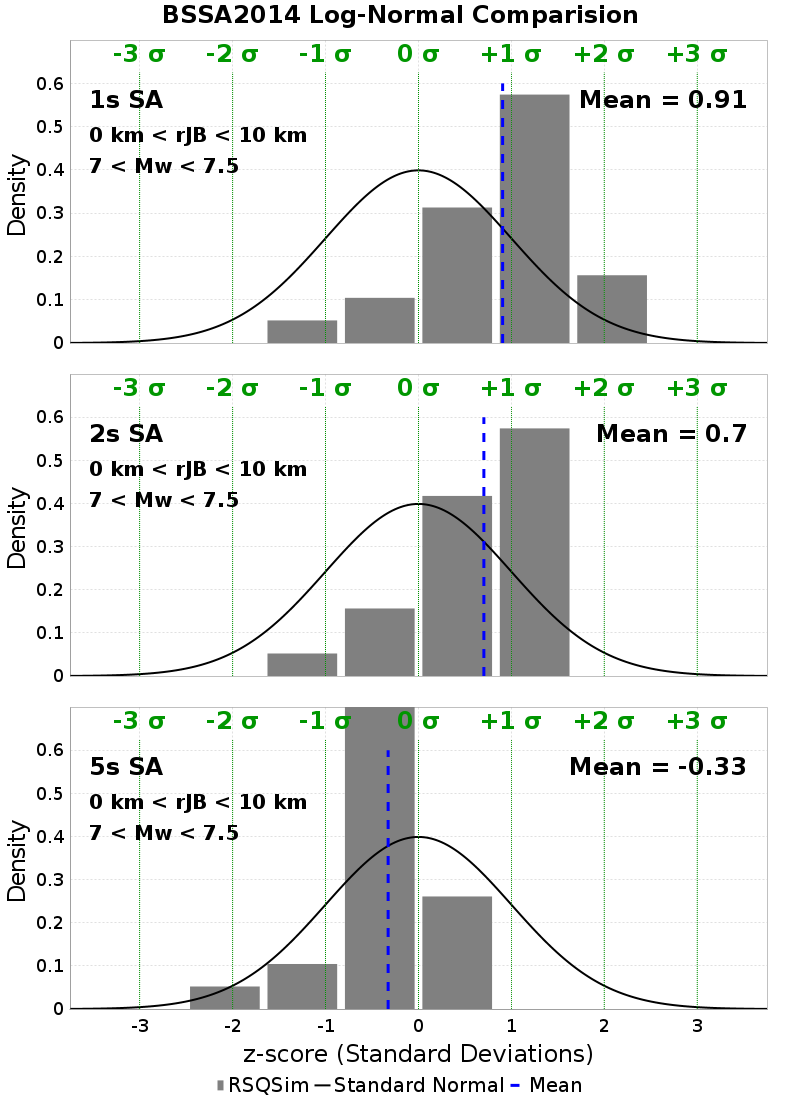 BSSA2014 Log-Normal Comparision
-3 σ -2 σ -1 σ 0 σ +1 σ +2 σ +3 σ
0.6
1s SA Mean = 0.91
0.5
0 km < rJB < 10 km
7 < Mw < 7.5
0.4
0.3
0.2
0.1
0
Density
-3 σ -2 σ -1 σ 0 σ +1 σ +2 σ +3 σ
0.6
2s SA Mean = 0.7
0.5
0 km < rJB < 10 km
7 < Mw < 7.5
0.4
0.3
0.2
0.1
0
Density
-3 σ -2 σ -1 σ 0 σ +1 σ +2 σ +3 σ
0.6
5s SA Mean = -0.33
0.5
0 km < rJB < 10 km
7 < Mw < 7.5
0.4
0.3
0.2
0.1
0
Density
-3 -2 -1 0 1 2 3
z-score (Standard Deviations)
RSQSim Standard Normal Mean